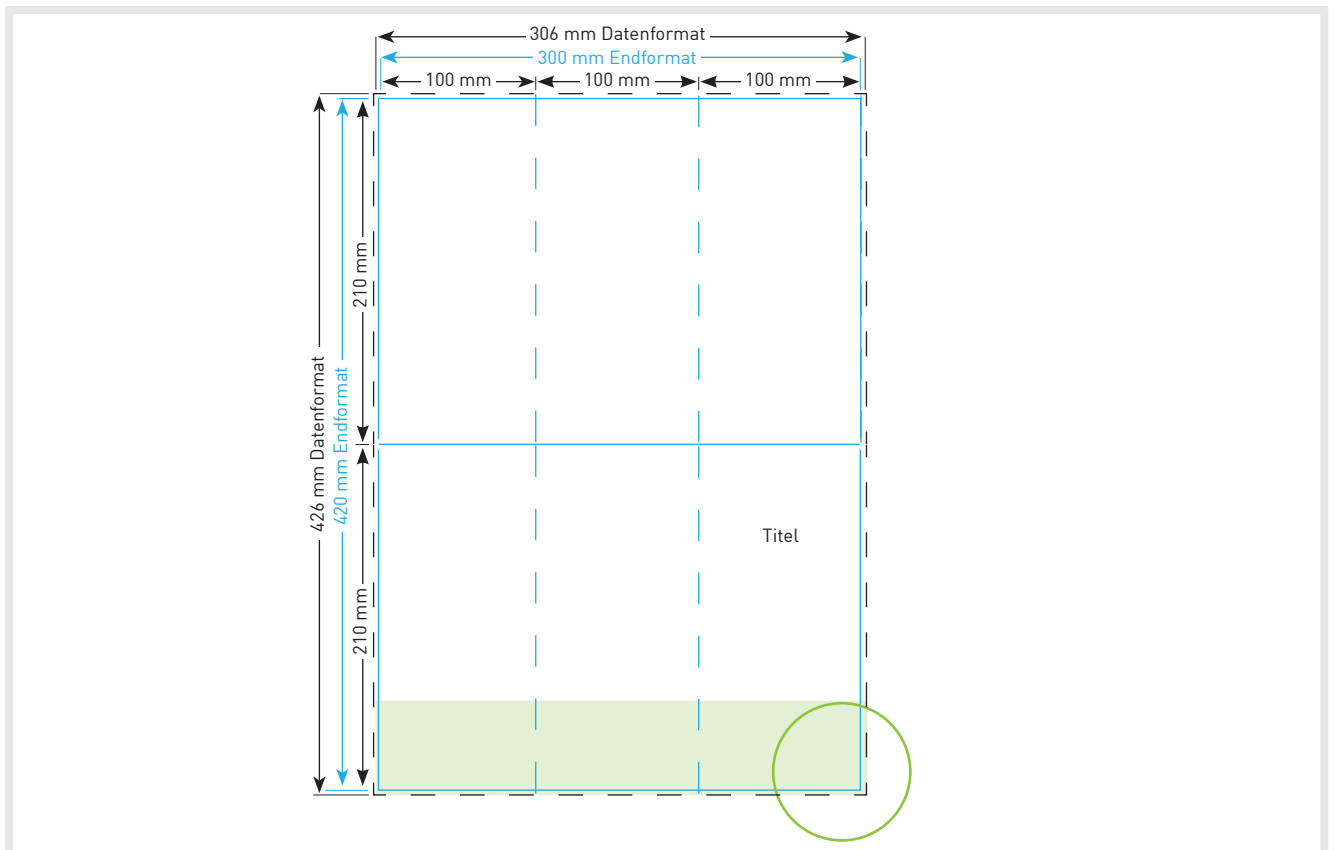 306 mm Datenformat
300 mm Endformat
100 mm
100 mm
100 mm
426 mm Datenformat
420 mm Endformat
210 mm
210 mm
Titel